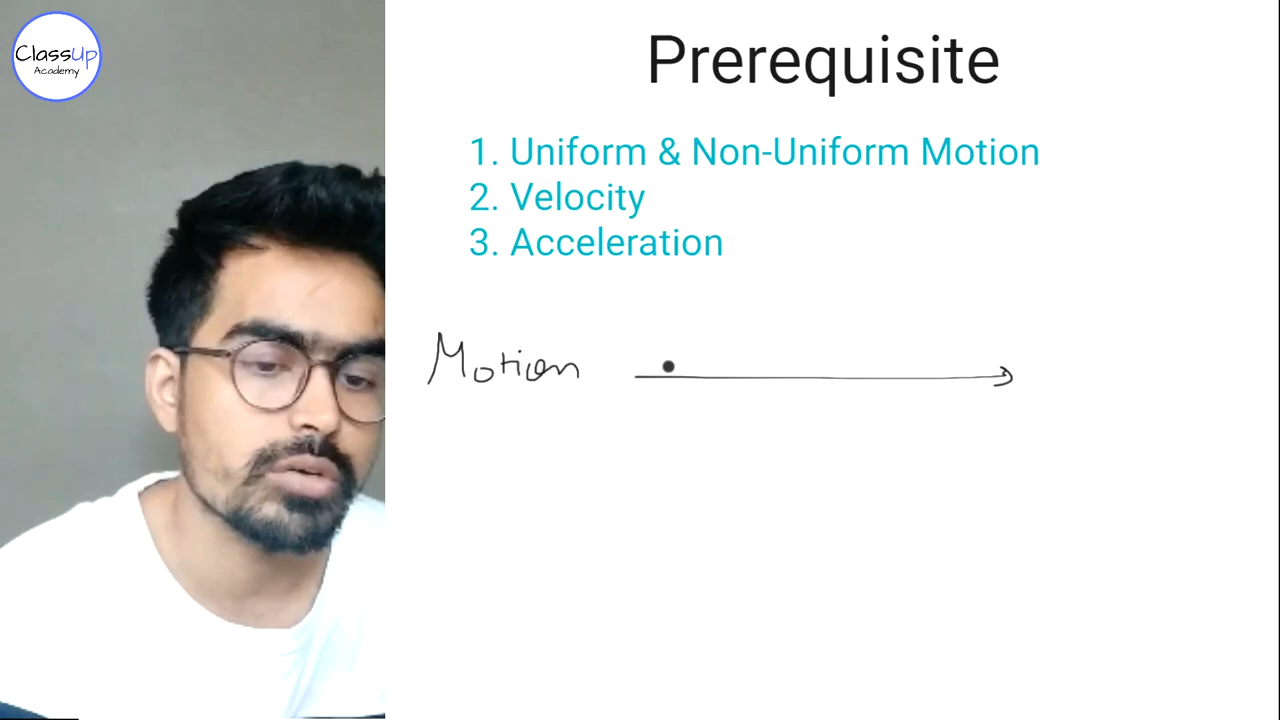 ClassUp
Academy
Prerequisite
1. Uniform & Non-Uniform Motion
2. Velocity
3. Acceleration
Motion